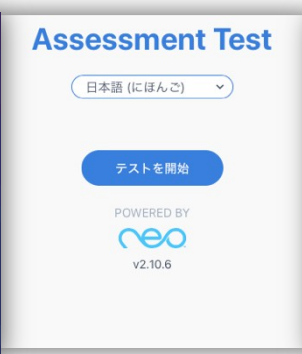 Assessment Test
日本語 (にほんご)
テストを開始
POWERED BY
neo
v2.10.6